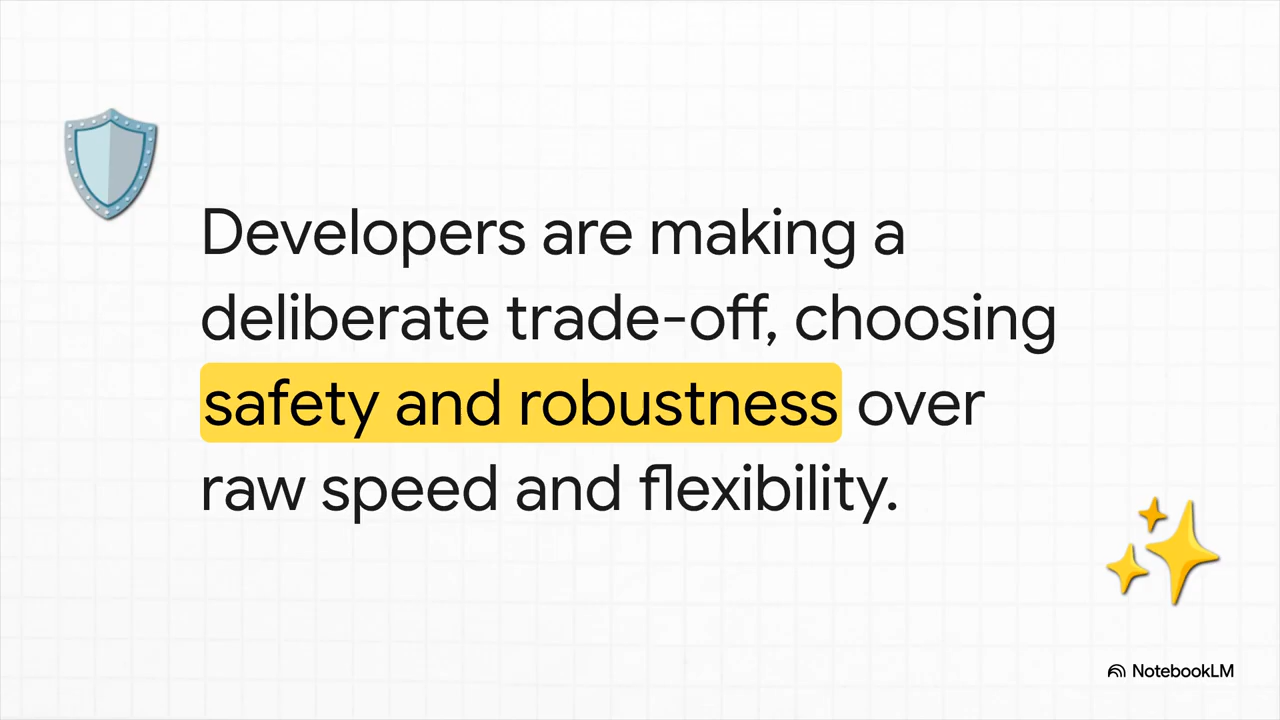 Developers are making a
deliberate trade-off, choosing
safety and robustness over
raw speed and flexibility.
NotebookLM